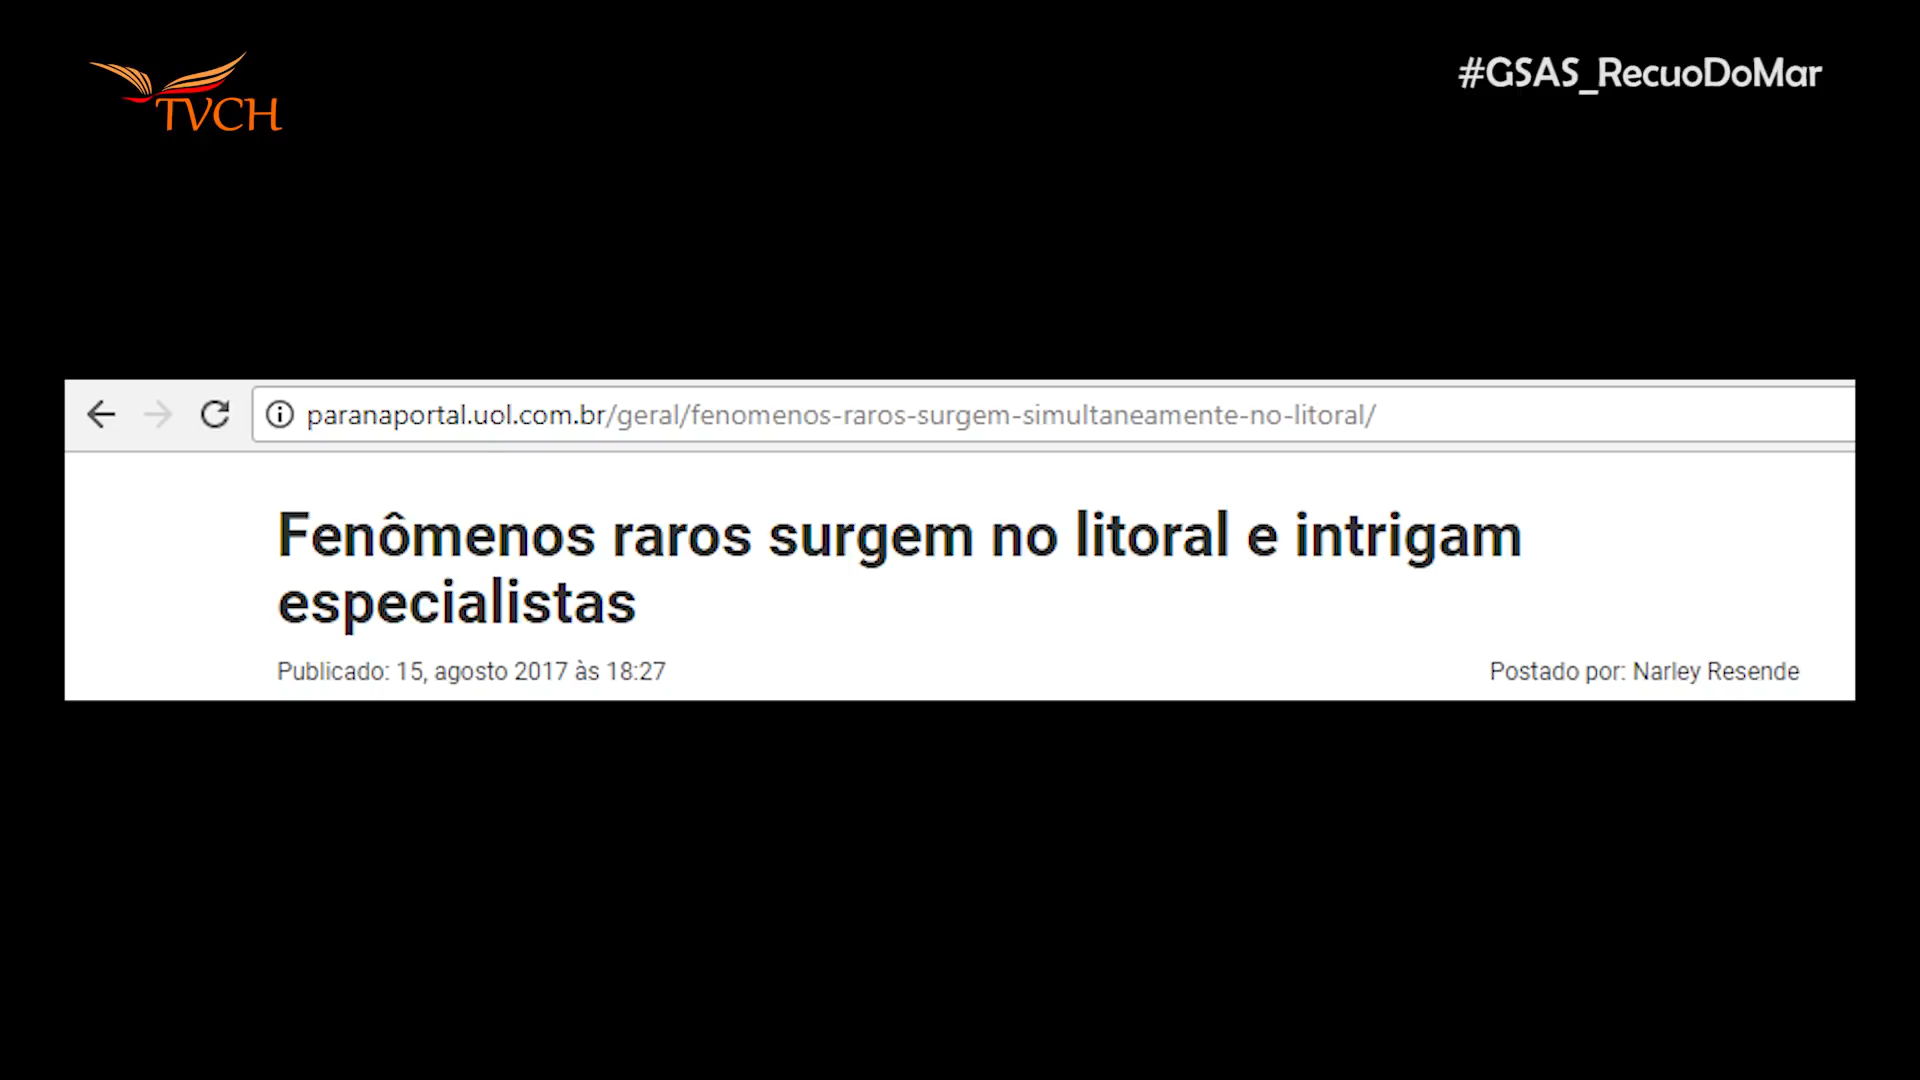 TVCH
#GSAS_RecuoDoMar
paranaportal.uol.com.br/geral/fenomenos-raros-surgem-simultaneamente-no-litoral/
Fenômenos raros surgem no litoral e intrigam
especialistas
Publicado: 15, agosto 2017 às 18:27
Postado por: Narley Resende